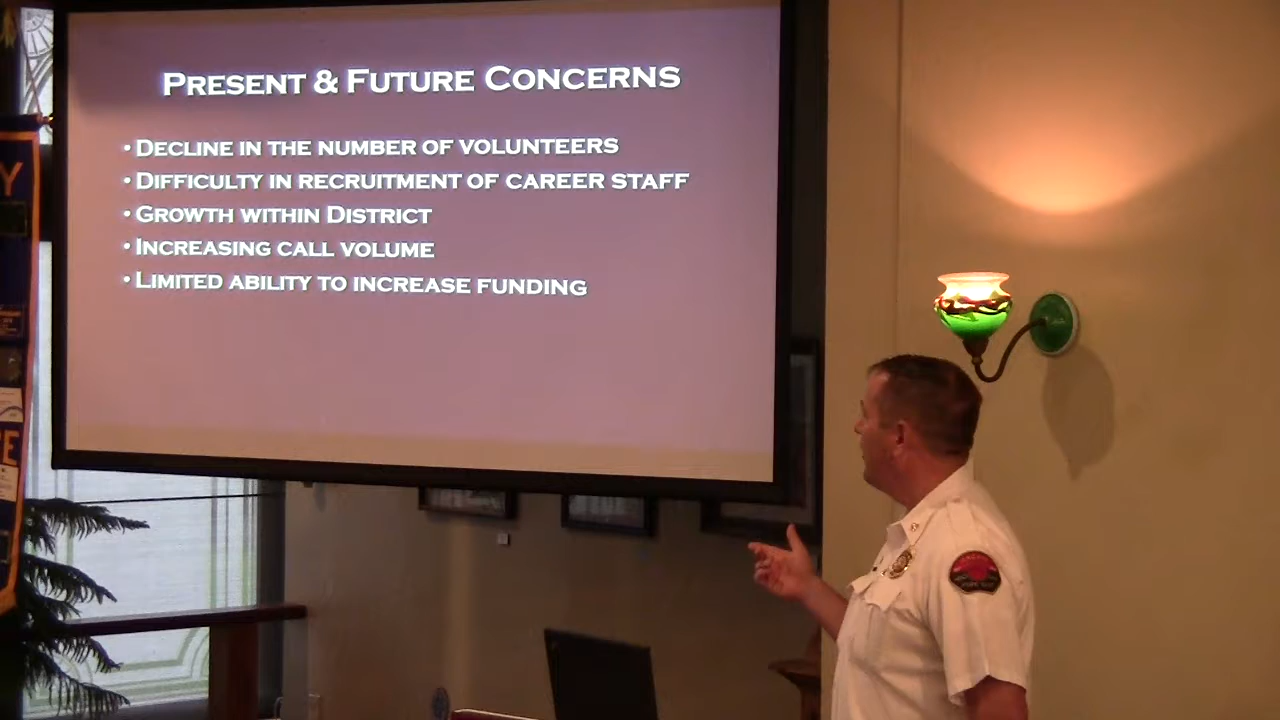 Present & Future Concerns
• Decline in the number of volunteers
• Difficulty in recruitment of career staff
• Growth within District
• Increasing call volume
• Limited ability to increase funding
Y
E